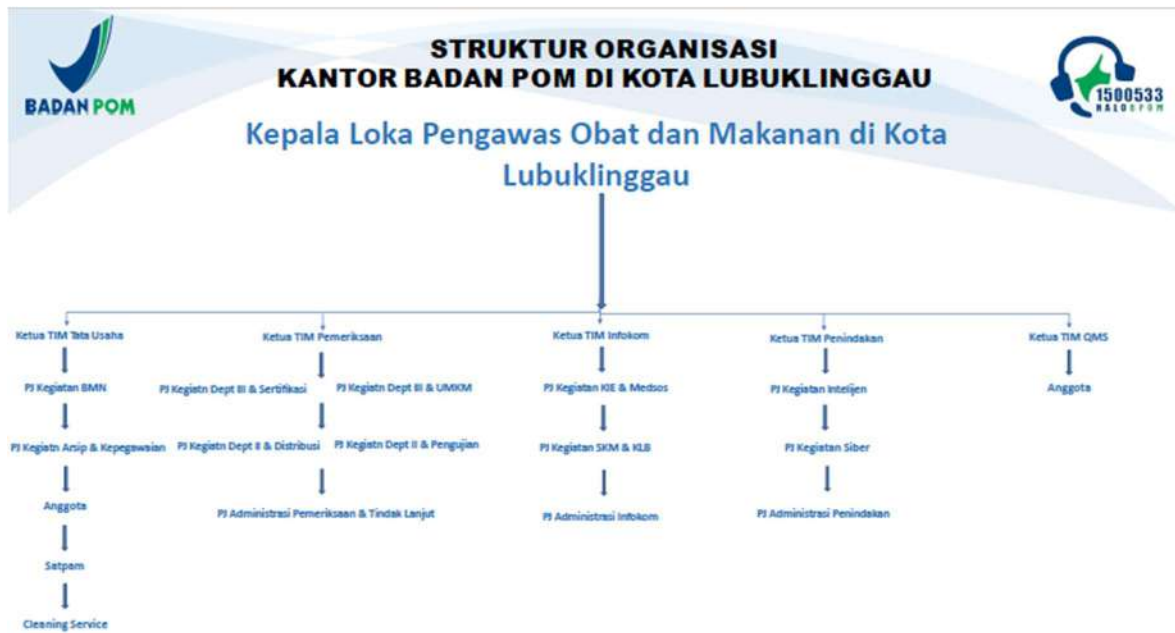 STRUKTUR ORGANISASI
KANTOR BADAN POM DI KOTA LUBUKLINGGAU
BADAN POM
1500533
HALOBPOM
Kepala Loka Pengawas Obat dan Makanan di Kota
Lubuklinggau
Ketua TIM Tata Usaha
Ketua TIM Pemeriksaan
Ketua TIM Infokom
Ketua TIM Penindakan
Ketua TIM QMS
PJ Kegiatan BMN
PJ Kegiatn Dept III & Sertifikasi
PJ Kegiatn Dept III & UMKM
PJ Kegiatan KIE & Medsos
PJ Kegiatan Intelijen
Anggota
PJ Kegiatn Arsip & Kepegawaian
PJ Kegiatn Dept II & Distribusi
PJ Kegiatn Dept II & Pengujian
PJ Kegiatan SKM & KLB
PJ Kegiatan Siber
Anggota
PJ Administrasi Pemeriksaan & Tindak Lanjut
PJ Administrasi Infokom
PJ Administrasi Penindakan
Satpam
Cleaning Service